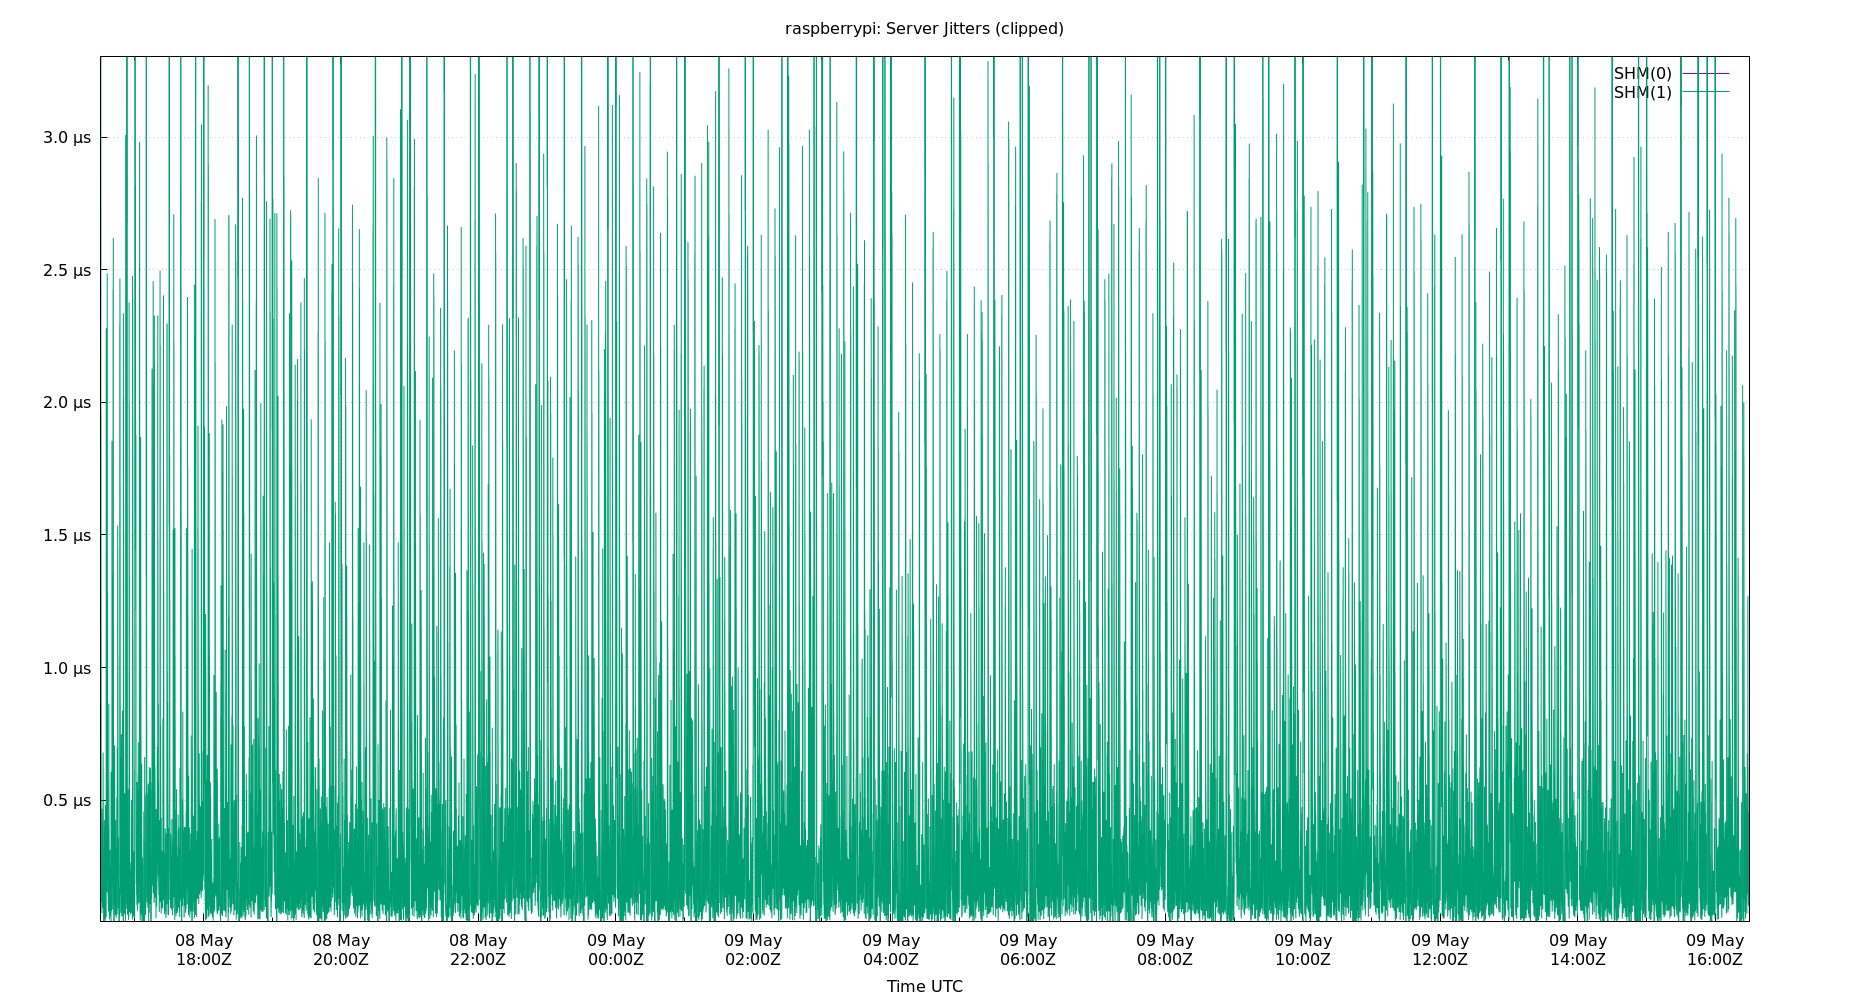 raspberrypi: Server Jitters (clipped)
SHM(0)
SHM(1)
3.0 µs
2.5 µs
2.0 µs
1.5 µs
1.0 µs
0.5 µs
08 May 08 May 08 May 09 May 09 May 09 May 09 May 09 May 09 May 09 May 09 May 09 May
18:00Z 20:00Z 22:00Z 00:00Z 02:00Z 04:00Z 06:00Z 08:00Z 10:00Z 12:00Z 14:00Z 16:00Z
Time UTC